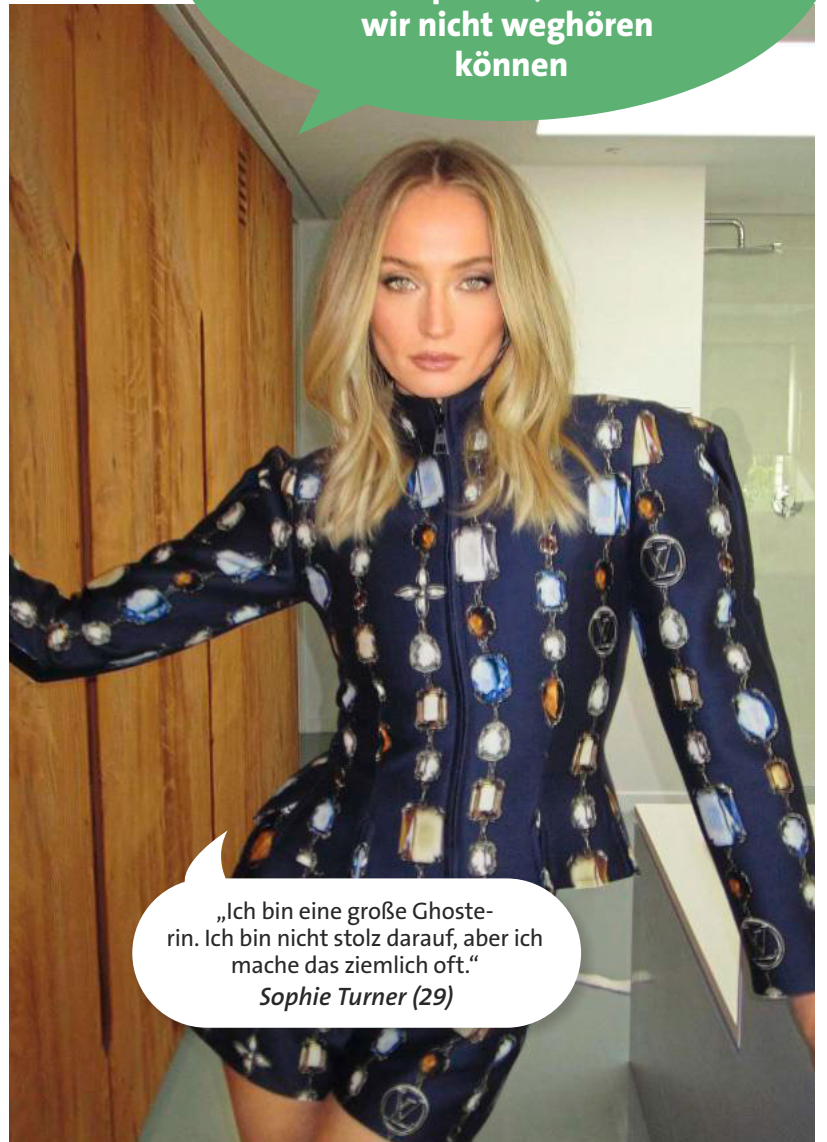 wir nicht weghören
können
„Ich bin eine große Ghoste-
rin. Ich bin nicht stolz darauf, aber ich
mache das ziemlich oft.“
Sophie Turner (29)